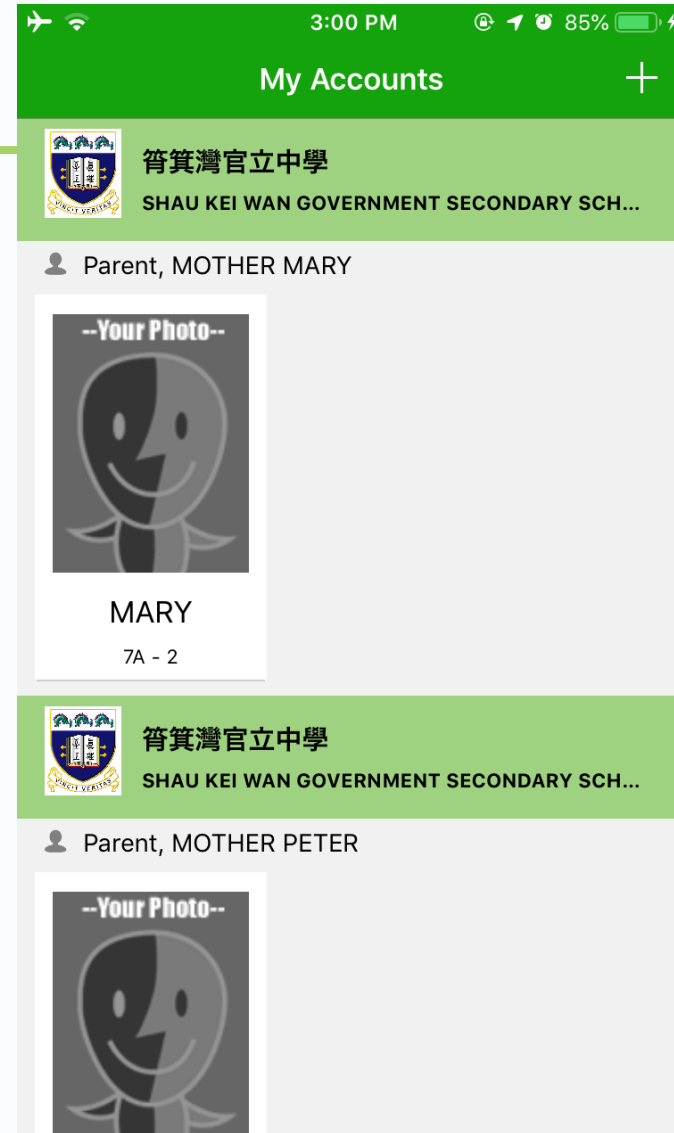 3:00 PM
85%
My Accounts
筲箕灣官立中學
SHAU KEI WAN GOVERNMENT SECONDARY SCH...
Parent, MOTHER MARY
--Your Photo--
MARY
7A - 2
筲箕灣官立中學
SHAU KEI WAN GOVERNMENT SECONDARY SCH...
Parent, MOTHER PETER
--Your Photo--